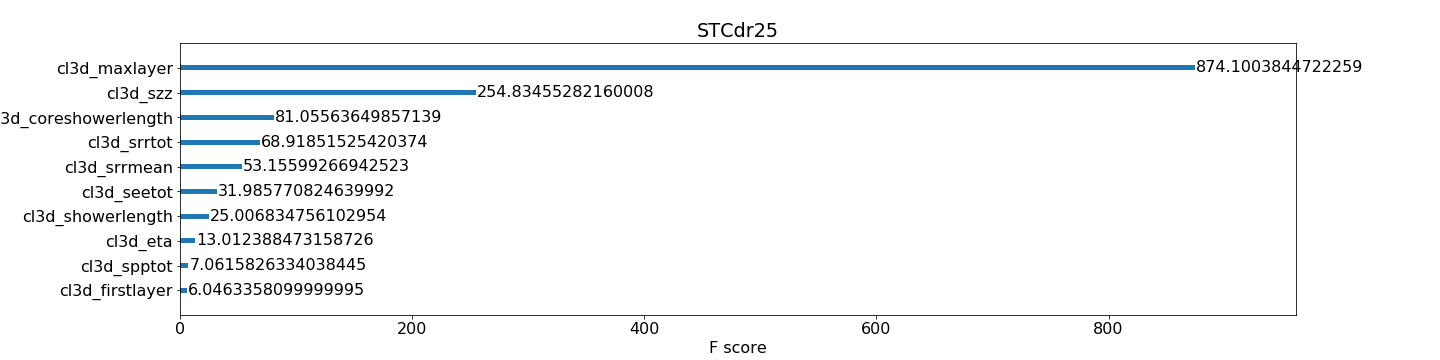 STCdr25
cl3d_maxlayer 874.1003844722259
cl3d_szz 254.83455282160008
3d_coreshowerlength 81.05563649857139
cl3d_srrtot 68.91851525420374
cl3d_srrmean 53.15599266942523
cl3d_seetot 31.985770824639992
cl3d_showerlength 25.006834756102954
cl3d_eta 13.012388473158726
cl3d_spptot 7.0615826334038445
cl3d_firstlayer 6.0463358099999995
0 200 400 600 800
F score